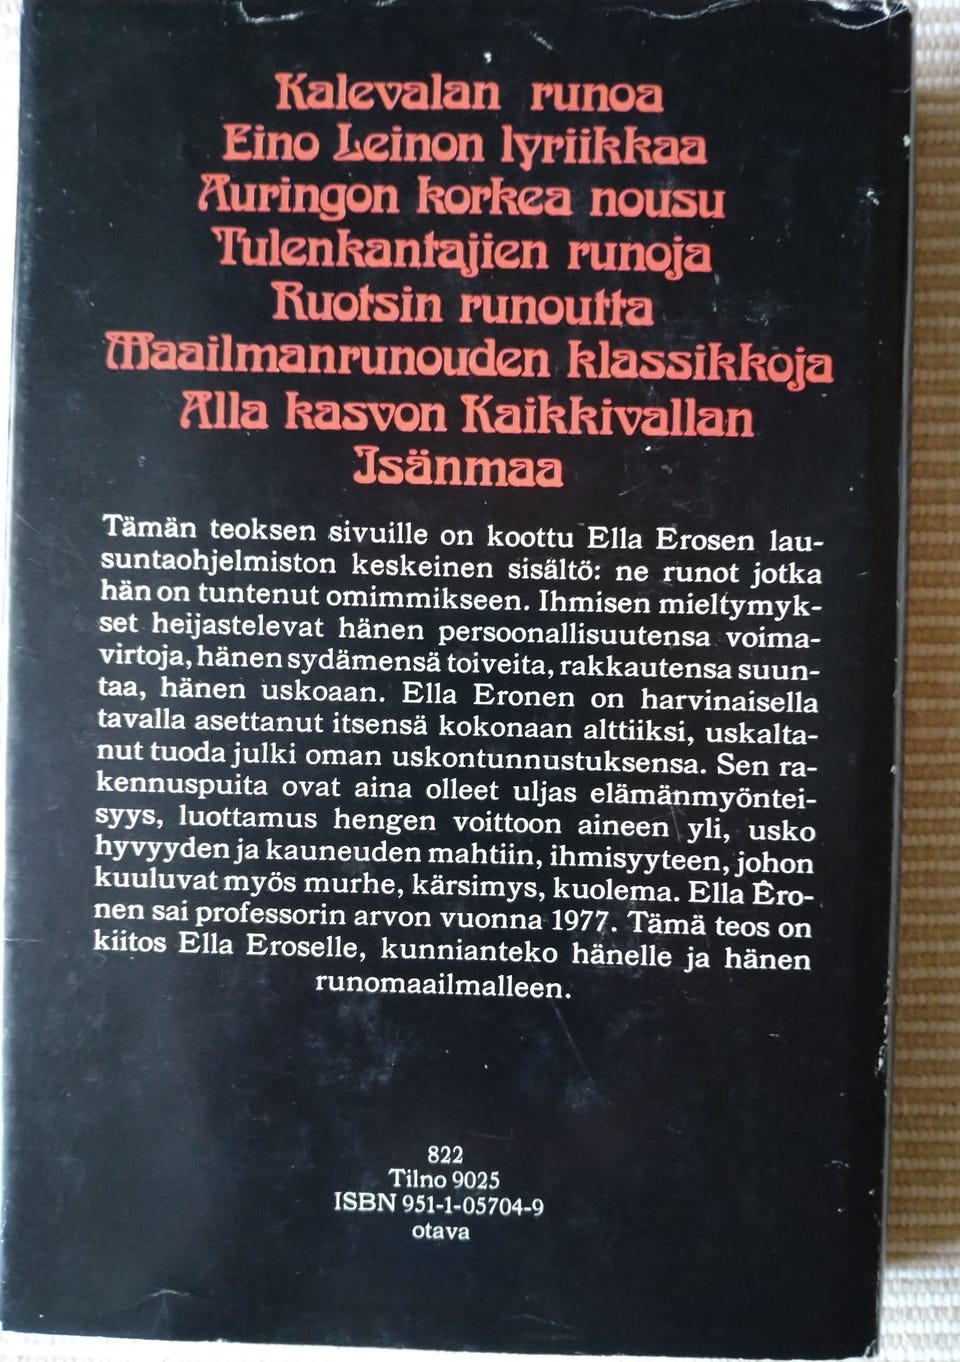 Kalevalan runoa
Eino Leinon lyriikkaa
Auringon korkea nousu
Tulenkantajien runoja
Ruotsin runoutta
Maailmanrunouden klassikkoja
Alla kasvon Kaikkivallan
Isänmaa
Tämän teoksen sivuille on koottu Ella Erosen lau-
suntaohjelmiston keskeinen sisältö: ne runot jotka
hän on tuntenut omimmikseen. Ihmisen mieltymyk-
set heijastelevat hänen persoonallisuutensa voima-
virtoja, hänen sydämensä toiveita, rakkautensa suun-
taa, hänen uskoaan. Ella Eronen on harvinaisella
tavalla asettanut itsensä kokonaan alttiiksi, uskalta-
nut tuoda julki oman uskontunnustuksensa. Sen ra-
kennuspuita ovat aina olleet uljas elämänmyöntei-
syys, luottamus hengen voittoon aineen yli, usko
hyvyyden ja kauneuden mahtiin, ihmisyyteen, johon
kuuluvat myös murhe, kärsimys, kuolema. Ella Ero-
nen sai professorin arvon vuonna 1977. Tämä teos on
kiitos Ella Eroselle, kunnianteko hänelle ja hänen
runomaailmalleen.
822
Tilno 9025
ISBN 951-1-05704-9
otava